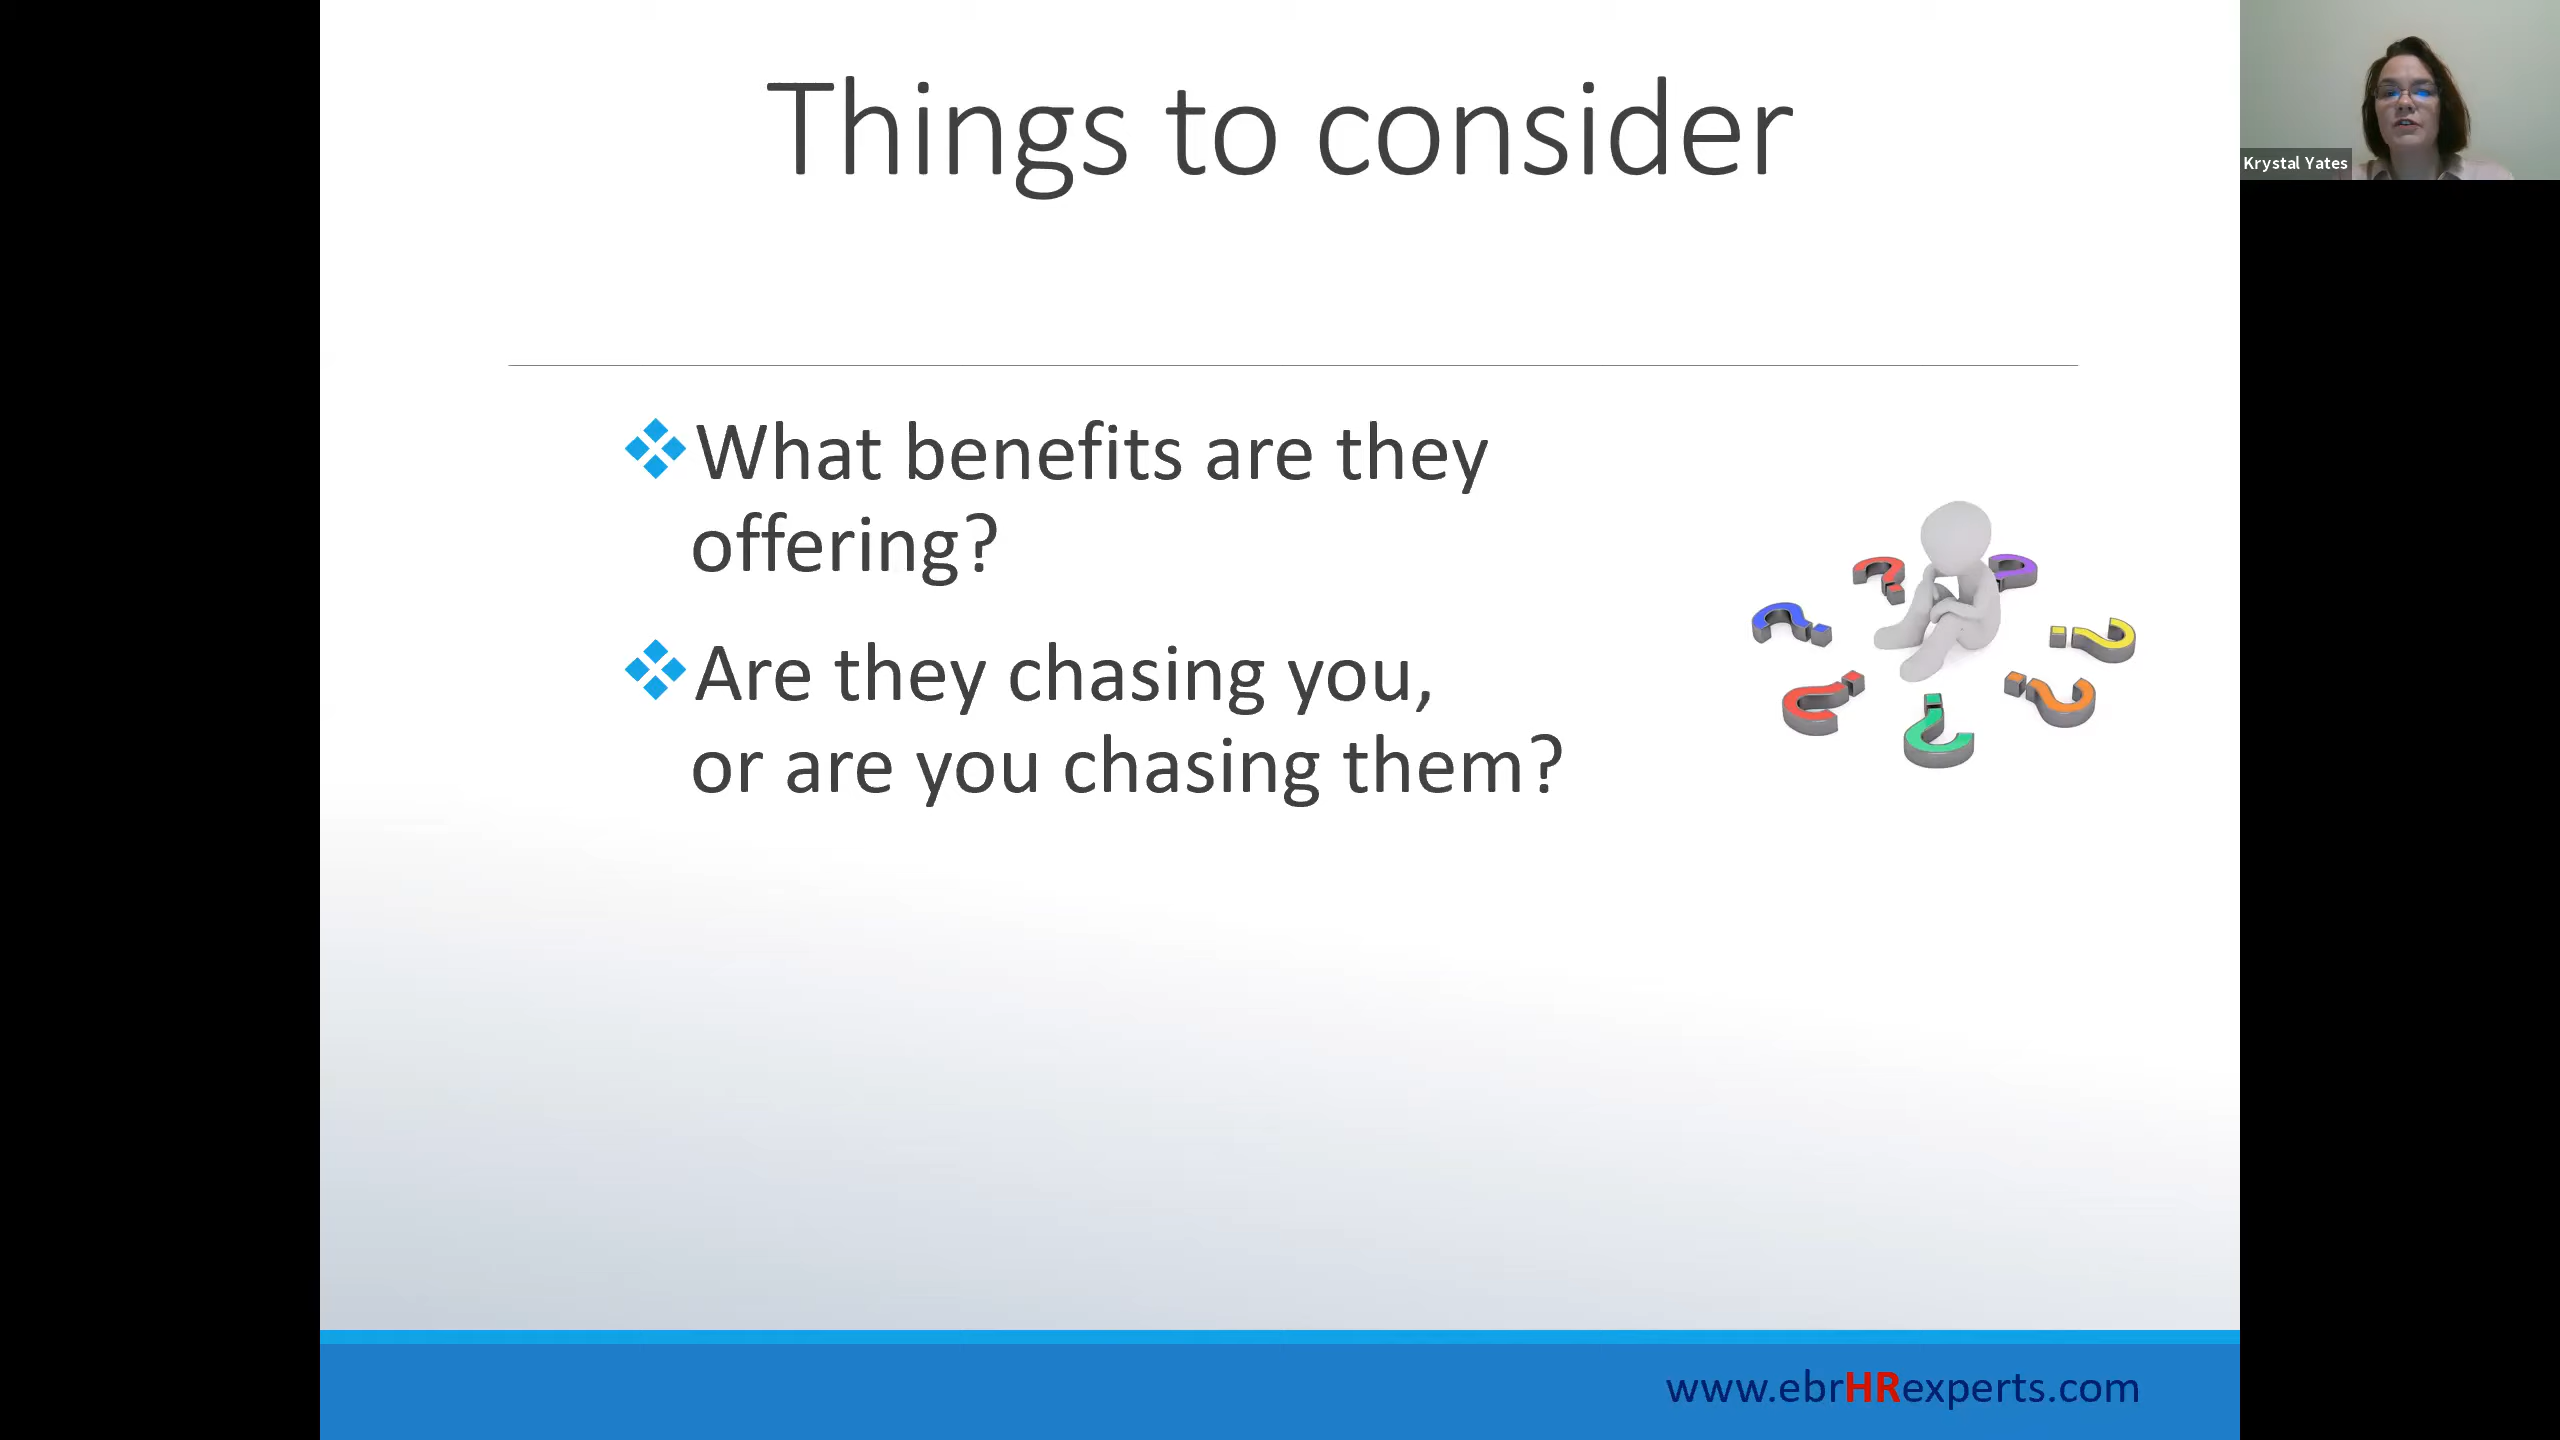 Things to consider
Krystal Yates
What benefits are they
offering?
Are they chasing you,
or are you chasing them?
www.ebrHRexperts.com